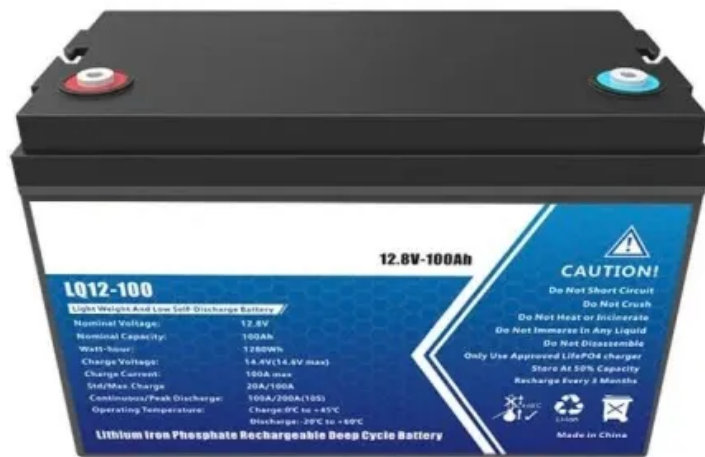 12.8V-100Ah
LQ12-100
Light Weight And Low Self-Discharge Battery
Nominal Voltage: 12.8V
Nominal Capacity: 100Ah
Watt-hour: 1280Wh
Charge Voltage: 14.4V(14.6V max)
Charge Current: 100A max
Std/Max.Charge 20A/100A
Continuous/Peak Discharge: 100A/200A(10S)
Operating Temperature: Charge:0℃ to +45℃
Discharge:-20℃ to +60℃
Lithium Iron Phosphate Rechargeable Deep Cycle Battery
CAUTION!
Do Not Short Circuit
Do Not Crush
Do Not Heat or Incinerate
Do Not Immerse In Any Liquid
Do Not Disassemble
Only Use Approved LifePO4 charger
Store At 50% Capacity
Recharge Every 3 Months
Li-ion
Made in China